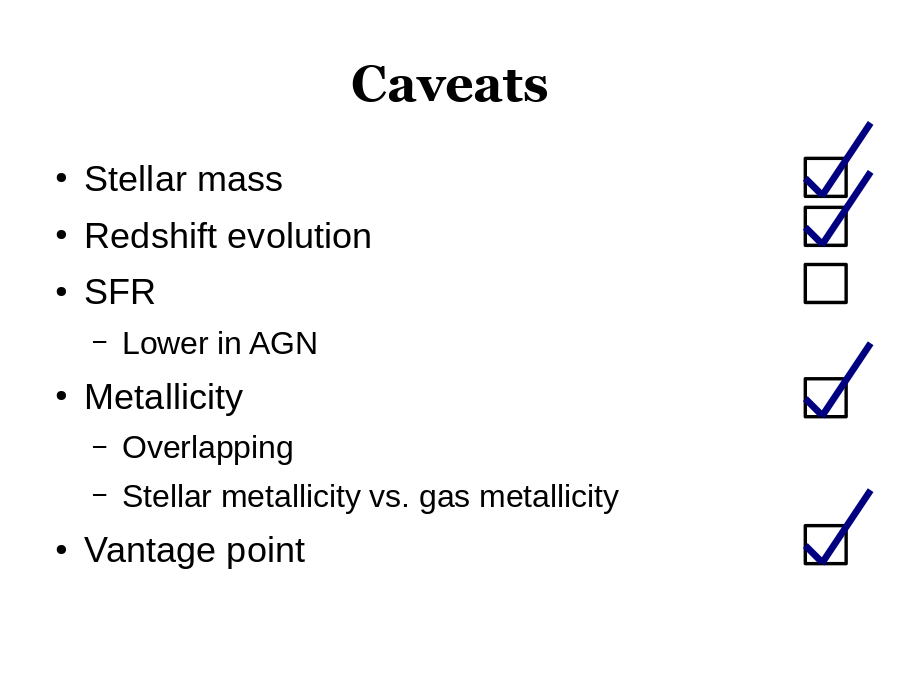 Caveats
• Stellar mass
• Redshift evolution
• SFR
– Lower in AGN
• Metallicity
– Overlapping
– Stellar metallicity vs. gas metallicity
• Vantage point